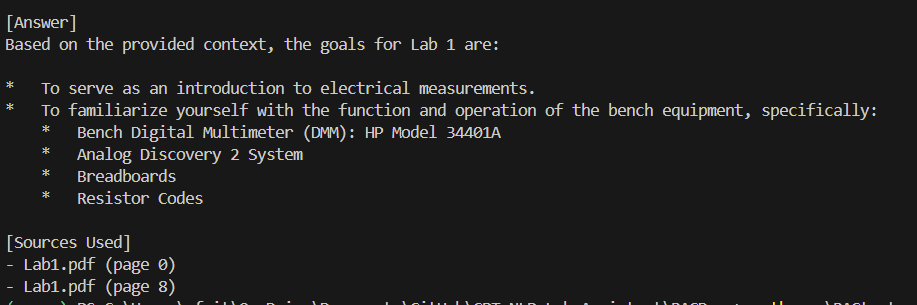 [Answer]
Based on the provided context, the goals for Lab 1 are:
*   To serve as an introduction to electrical measurements.
*   To familiarize yourself with the function and operation of the bench equipment, specifically:
    *   Bench Digital Multimeter (DMM): HP Model 34401A
    *   Analog Discovery 2 System
    *   Breadboards
    *   Resistor Codes
[Sources Used]
- Lab1.pdf (page 0)
- Lab1.pdf (page 8)